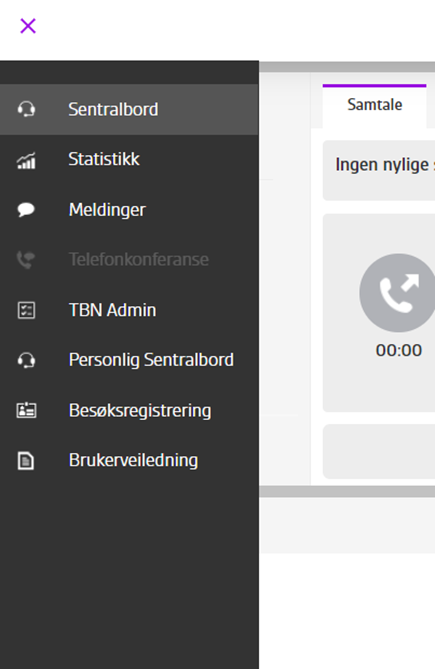 Sentralbord
Statistikk
Meldinger
Telefonkonferanse
TBN Admin
Personlig Sentralbord
Besøksregistrering
Brukerveiledning
Samtale
Ingen nylige
00:00